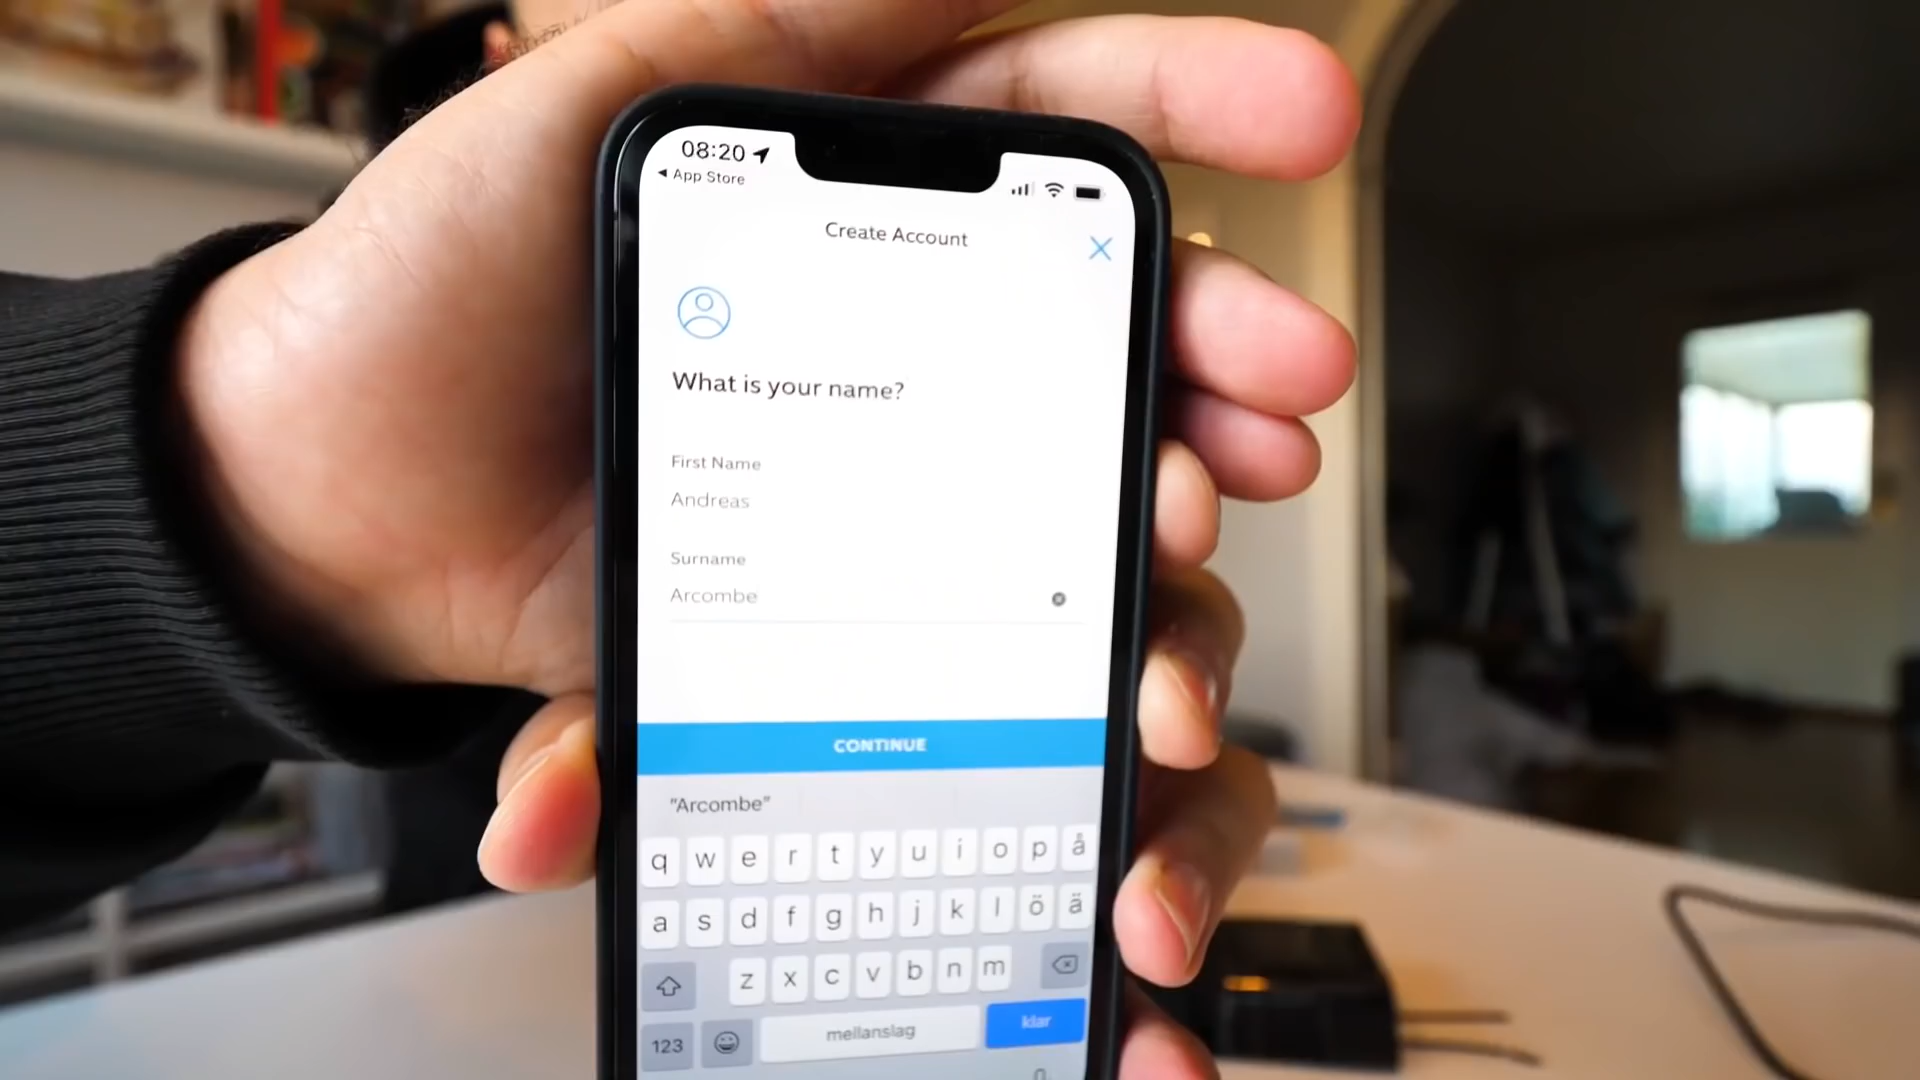 08:20
App Store
Create Account
What is your name?
First Name
Andreas
Surname
Arcombe
CONTINUE
"Arcombe"
q w e r t y u i o p å
a s d f g h j k l ö ä
z x c v b n m
123 mellanslag klar